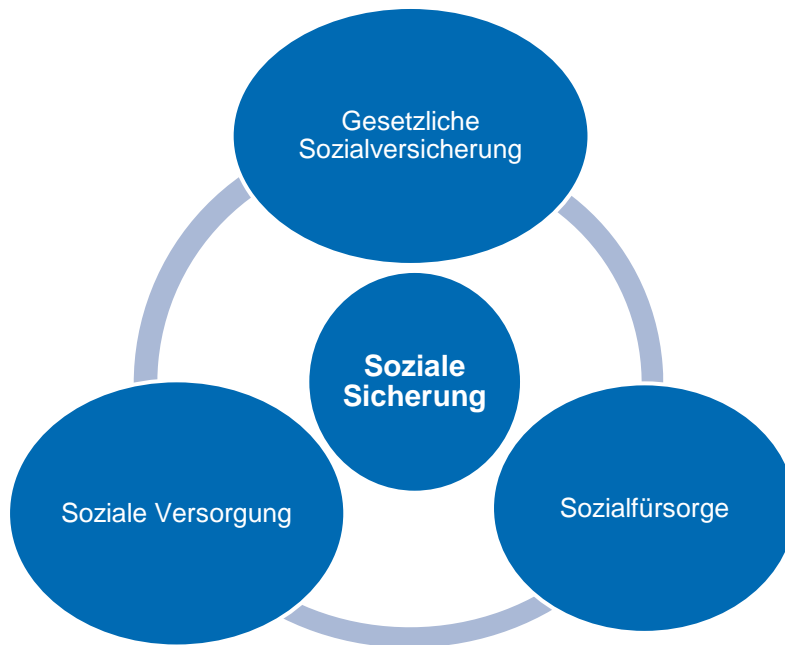 Gesetzliche
Sozialversicherung
Soziale
Sicherung
Soziale Versorgung
Sozialfürsorge